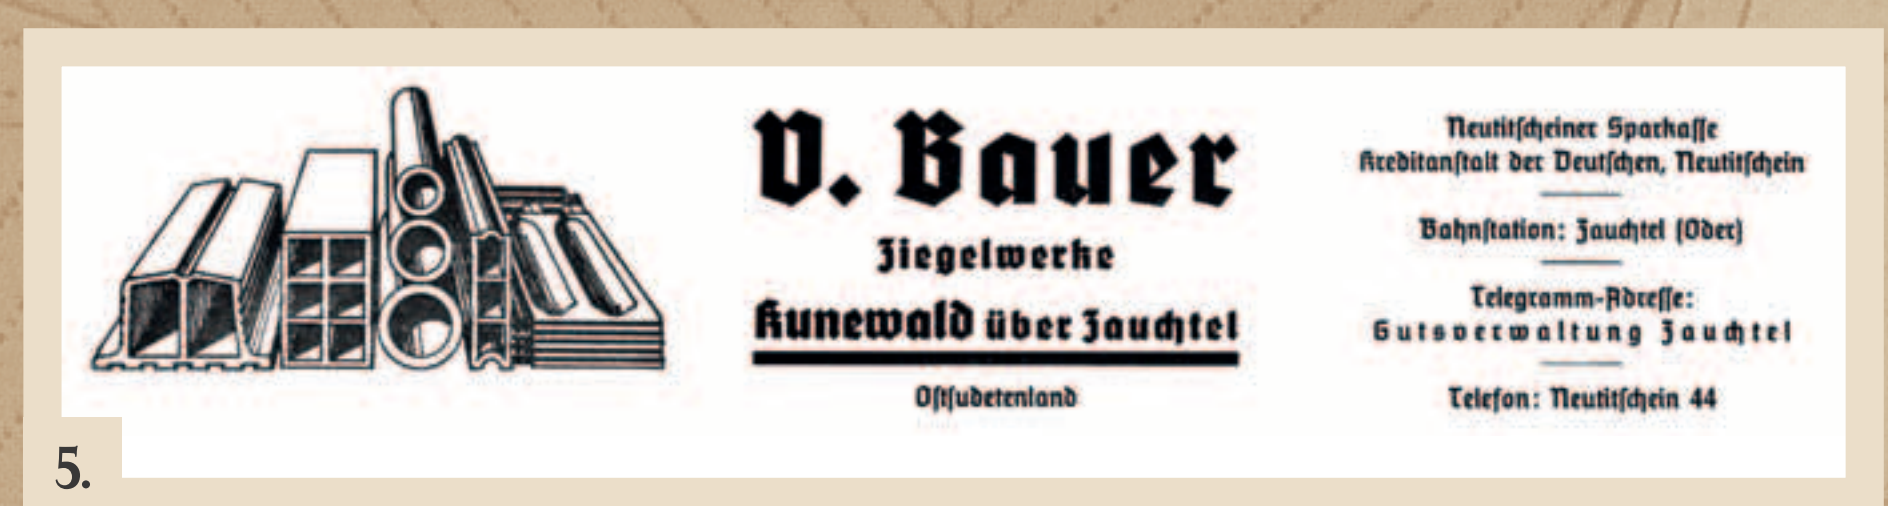 V. Bauer
Ziegelwerke
Kunewald über Zauchtel
Ostsudetenland
Neutitscheiner Sparkasse
Kreditanstalt der Deutschen, Neutitschein
Bahnstation: Zauchtel (Oder)
Telegramm-Adresse:
Gutsverwaltung Zauchtel
Telefon: Neutitschein 44
5.